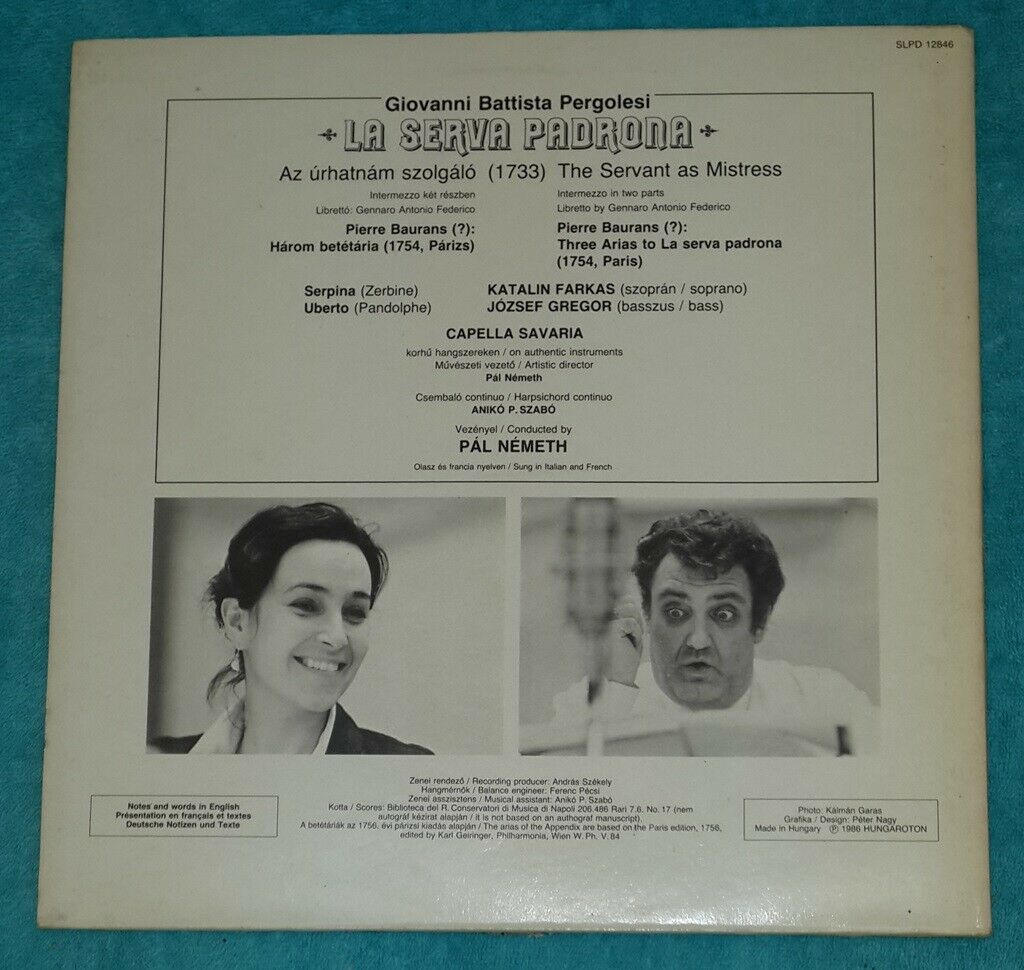 SLPD 12846
Giovanni Battista Pergolesi
LA SERVA PADRONA
Az úrhatnám szolgáló (1733) The Servant as Mistress
Intermezzo két részben
Librettó: Gennaro Antonio Federico
Pierre Baurans (?):
Három betétária (1754, Párizs)
Intermezzo in two parts
Libretto by Gennaro Antonio Federico
Pierre Baurans (?):
Three Arias to La serva padrona
(1754, Paris)
Serpina (Zerbine) KATALIN FARKAS (szoprán / soprano)
Uberto (Pandolphe) JÓZSEF GREGOR (basszus / bass)
CAPELLA SAVARIA
korhű hangszereken / on authentic instruments
Művészeti vezető / Artistic director
Pál Németh
Csembaló continuo / Harpsichord continuo
ANIKÓ P. SZABÓ
Vezényel / Conducted by
PÁL NÉMETH
Olasz és francia nyelven / Sung in Italian and French
Zenei rendező / Recording producer: András Székely
Hangmérnök / Balance engineer: Ferenc Pécsi
Zenei asszisztens / Musical assistant: Anikó P. Szabó
Kotta / Scores: Biblioteca del R. Conservatori di Musica di Napoli 206.486 Rari 7.6. No. 17 (nem
autográf kézirat alapján / it is not based on an authograf manuscript).
A betétáriák az 1756. évi párizsi kiadás alapján / The arias of the Appendix are based on the Paris edition, 1756,
edited by Karl Geiringer, Philharmonia, Wien W. Ph. V. 84
Notes and words in English
Présentation en français et textes
Deutsche Notizen und Texte
Photo: Kálmán Garas
Grafika / Design: Péter Nagy
Made in Hungary ℗ 1986 HUNGAROTON